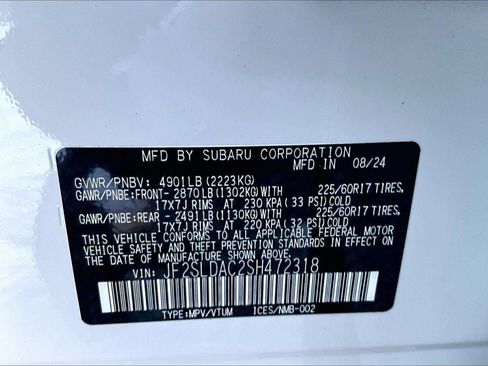 MFD BY SUBARU CORPORATION
MFD IN 08/24
GVWR/PNBV: 4901LB (2223KG)
GAWR/PNBE:FRONT- 2870LB (1302KG)WITH 225/60R17 TIRES,
17X7J RIMS AT 230 KPA ( 33 PSI) COLD
GAWR/PNBE:REAR - 2491LB (1130KG)WITH 225/60R17 TIRES,
17X7J RIMS AT 220 KPA ( 32 PSI)COLD
THIS VEHICLE CONFORMS TO ALL APPLICABLE FEDERAL MOTOR
VEHICLE SAFETY AND THEFT PREVENTION STANDARDS IN
EFFECT ON THE DATE OF MANUFACTURE SHOWN ABOVE.
VIN: JF2SLDAC2SH472318
TYPE:MPV/VTUM ICES/NMB-002